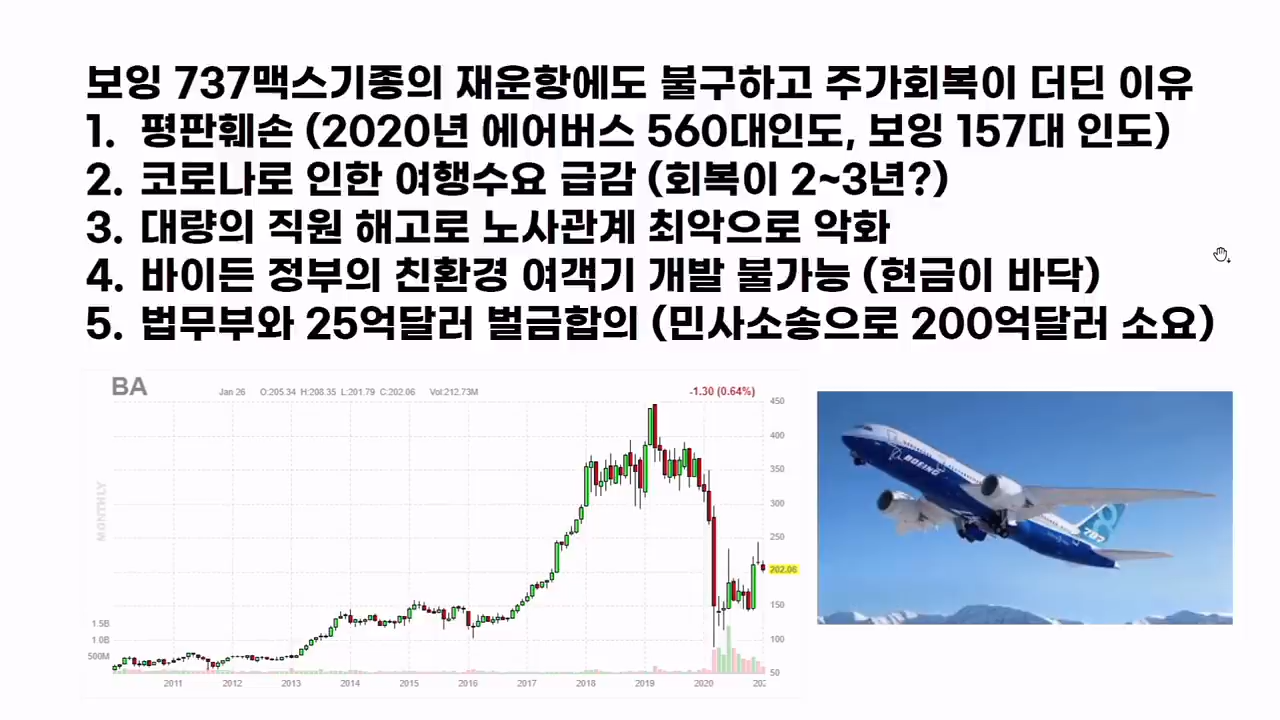 보잉 737맥스기종의 재운항에도 불구하고 주가회복이 더딘 이유
1. 평판훼손 (2020년 에어버스 560대인도, 보잉 157대 인도)
2. 코로나로 인한 여행수요 급감 (회복이 2~3년?)
3. 대량의 직원 해고로 노사관계 최악으로 악화
4. 바이든 정부의 친환경 여객기 개발 불가능 (현금이 바닥)
5. 법무부와 25억달러 벌금합의 (민사소송으로 200억달러 소요)
BA
Jan 26 O:205.34 H:208.35 L:201.79 C:202.06 Vol:212.73M
-1.30 (0.64%)
450
400
350
300
250
202.06
150
100
50
MONTHLY
1.5B
1.0B
500M
2011 2012 2013 2014 2015 2016 2017 2018 2019 2020 202
BOEING
787